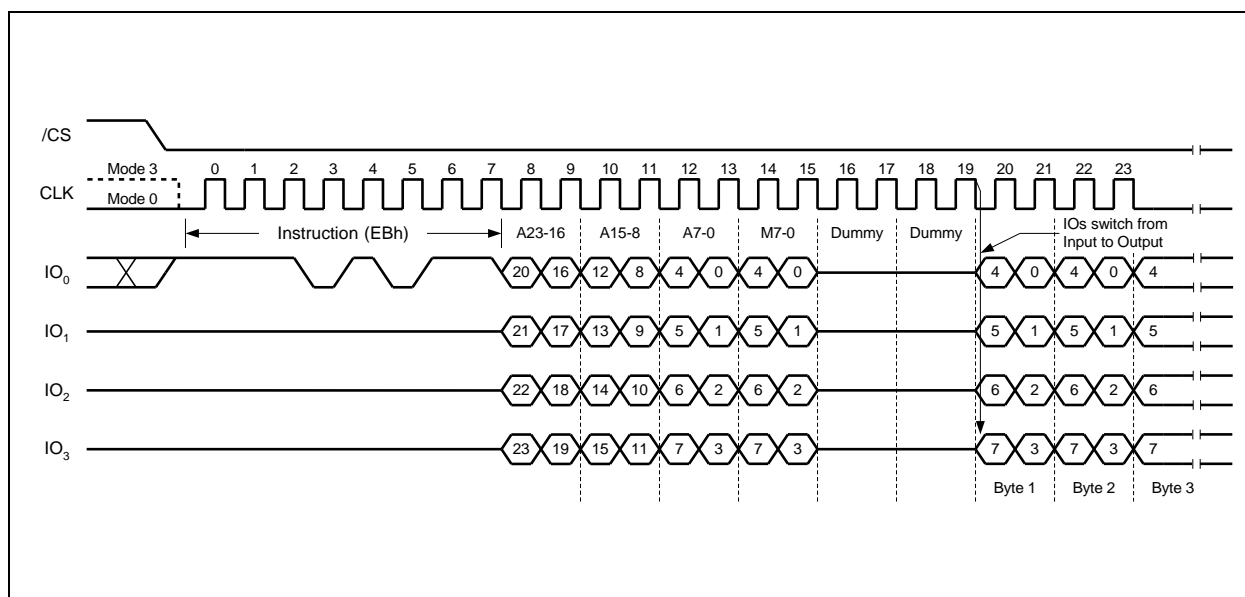 /CS
Mode 3 0 1 2 3 4 5 6 7 8 9 10 11 12 13 14 15 16 17 18 19 20 21 22 23
CLK
Mode 0
Instruction (EBh) A23-16 A15-8 A7-0 M7-0 Dummy Dummy
IOs switch from
Input to Output
IO0 20 16 12 8 4 0 4 0 4 0 4 0 4
IO1 21 17 13 9 5 1 5 1 5 1 5 1 5
IO2 22 18 14 10 6 2 6 2 6 2 6 2 6
IO3 23 19 15 11 7 3 7 3 7 3 7 3 7
Byte 1 Byte 2 Byte 3